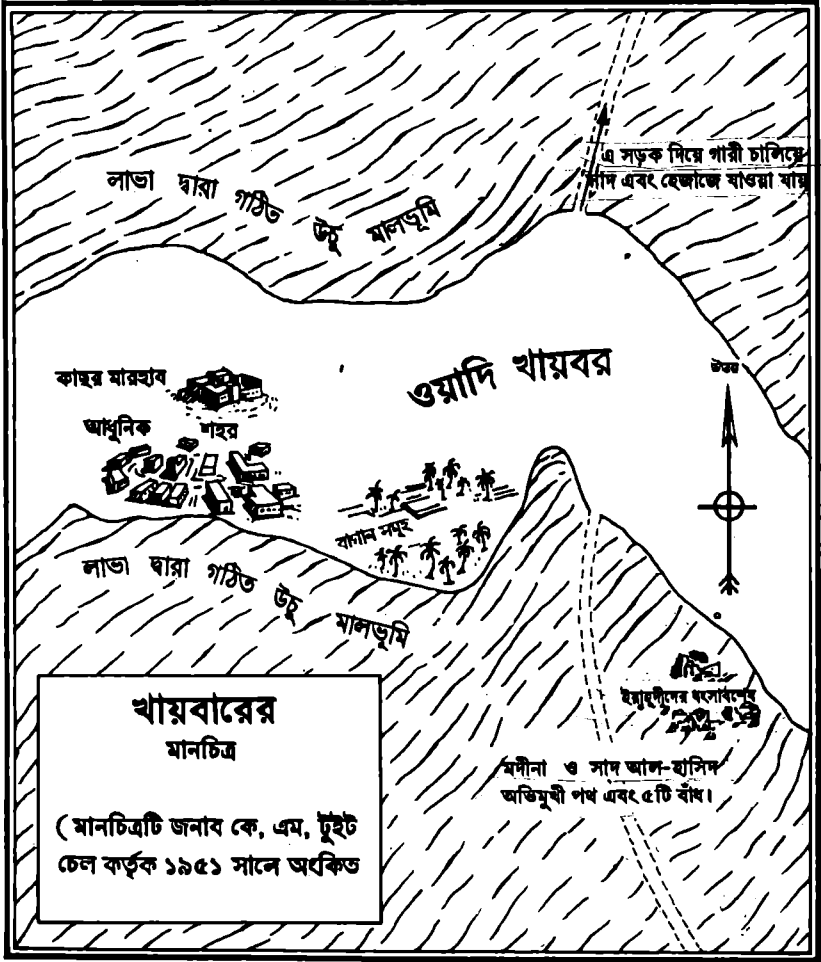 এ সড়ক দিয়ে গারী চালিয়ে
সাদ এবং হেজাজে যাওয়া যায়
লাভা দ্বারা গঠিত উচু মালভূমি
ওয়াদি খায়বর
উত্তর
কাছর মারহাব
আধুনিক শহর
বাগান সমূহ
লাভা দ্বারা গঠিত উচু মালভূমি
ইয়াহুদীদের ধংসাবশেষ
মদীনা ও সাদ আল-হাসিদ
অভিমুখী পথ এবং ৫টি বাঁধ।
খায়বারের
মানচিত্র
( মানচিত্রটি জনাব কে, এম, টুইট
চেল কর্তৃক ১৯৫১ সালে অংকিত